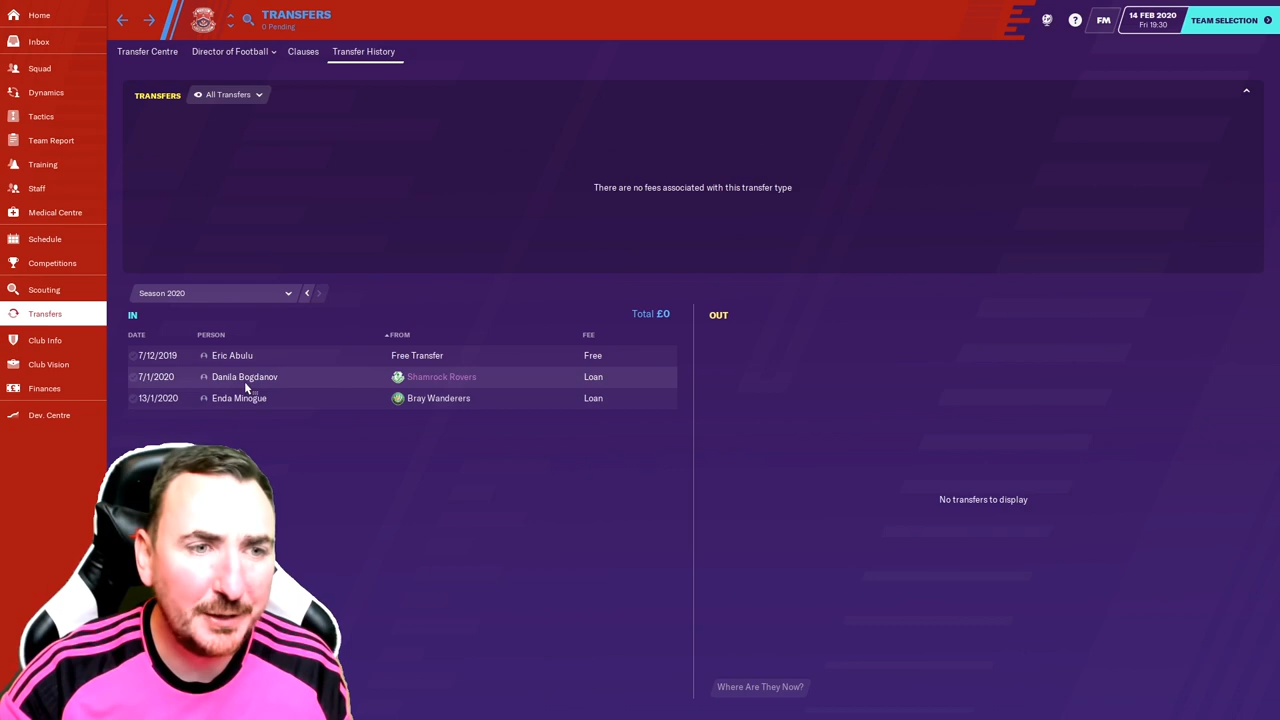 Home
TRANSFERS
0 Pending
FM
14 FEB 2020
Fri 19:30
TEAM SELECTION
Inbox
Squad
Dynamics
Tactics
Team Report
Training
Staff
Medical Centre
Schedule
Competitions
Scouting
Transfers
Club Info
Club Vision
Finances
Dev. Centre
Transfer Centre Director of Football Clauses Transfer History
TRANSFERS All Transfers
There are no fees associated with this transfer type
Season 2020
IN Total £0
DATE PERSON FROM FEE
7/12/2019 Eric Abulu Free Transfer Free
7/1/2020 Danila Bogdanov Shamrock Rovers Loan
13/1/2020 Enda Minogue Bray Wanderers Loan
OUT
No transfers to display
Where Are They Now?